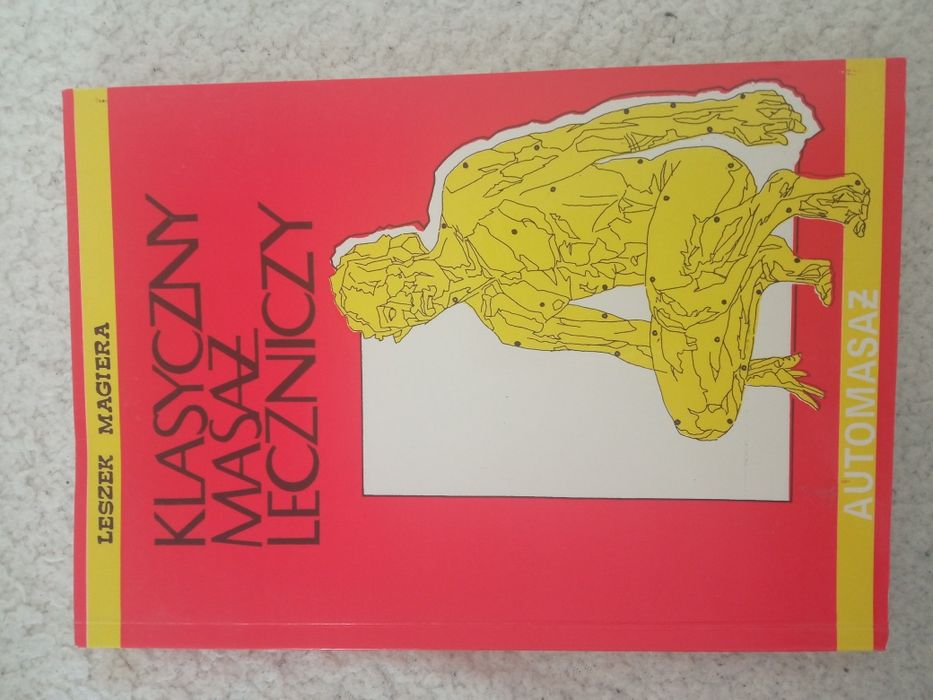 LESZEK MAGIERA
KLASYCZNY
MASAŻ
LECZNICZY
AUTOMASAŻ